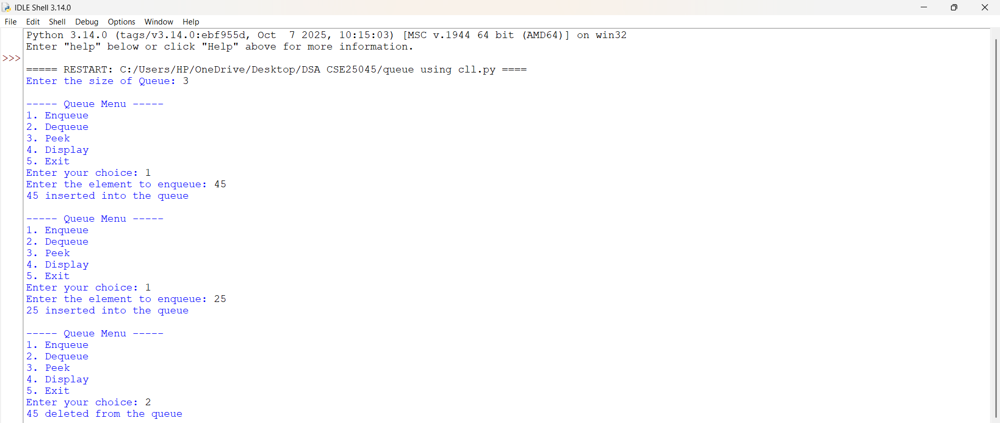 IDLE Shell 3.14.0
File Edit Shell Debug Options Window Help
Python 3.14.0 (tags/v3.14.0:ebf955d, Oct  7 2025, 10:15:03) [MSC v.1944 64 bit (AMD64)] on win32
Enter "help" below or click "Help" above for more information.
>>>
===== RESTART: C:/Users/HP/OneDrive/Desktop/DSA CSE25045/queue using cll.py ====
Enter the size of Queue: 3
----- Queue Menu -----
1. Enqueue
2. Dequeue
3. Peek
4. Display
5. Exit
Enter your choice: 1
Enter the element to enqueue: 45
45 inserted into the queue
----- Queue Menu -----
1. Enqueue
2. Dequeue
3. Peek
4. Display
5. Exit
Enter your choice: 1
Enter the element to enqueue: 25
25 inserted into the queue
----- Queue Menu -----
1. Enqueue
2. Dequeue
3. Peek
4. Display
5. Exit
Enter your choice: 2
45 deleted from the queue